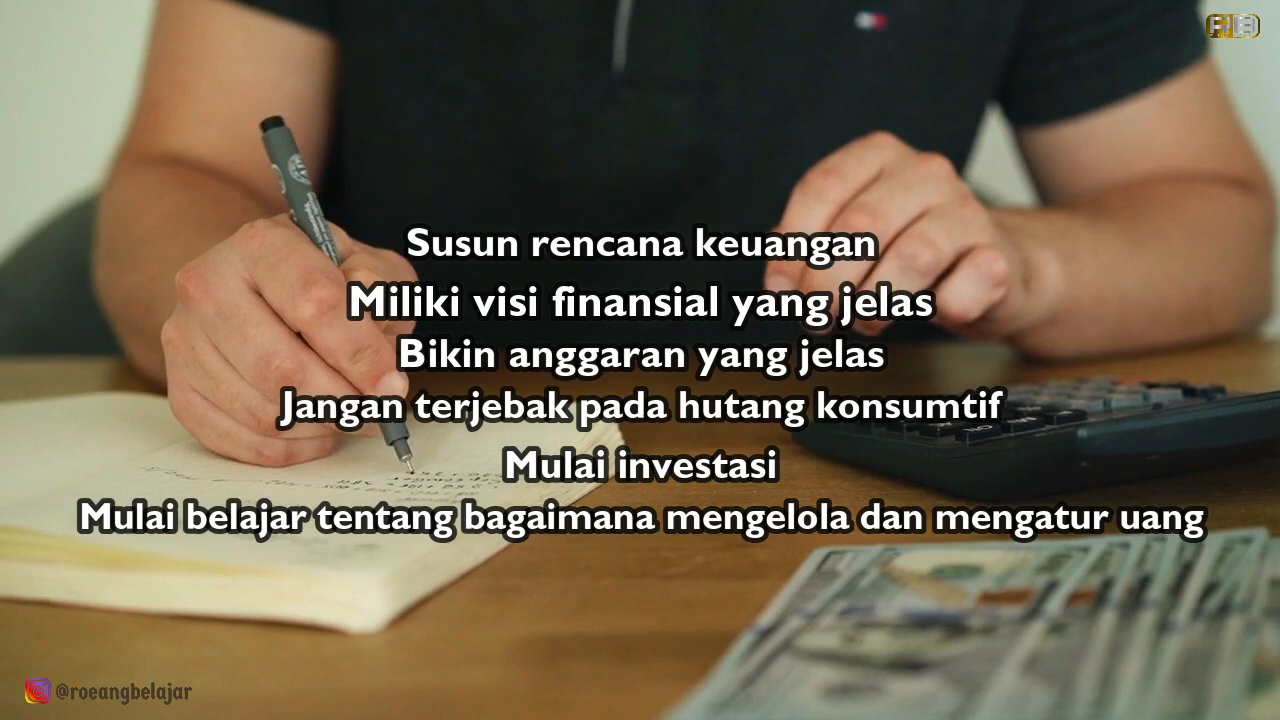 RB
Susun rencana keuangan
Miliki visi finansial yang jelas
Bikin anggaran yang jelas
Jangan terjebak pada hutang konsumtif
Mulai investasi
Mulai belajar tentang bagaimana mengelola dan mengatur uang
@roeangbelajar